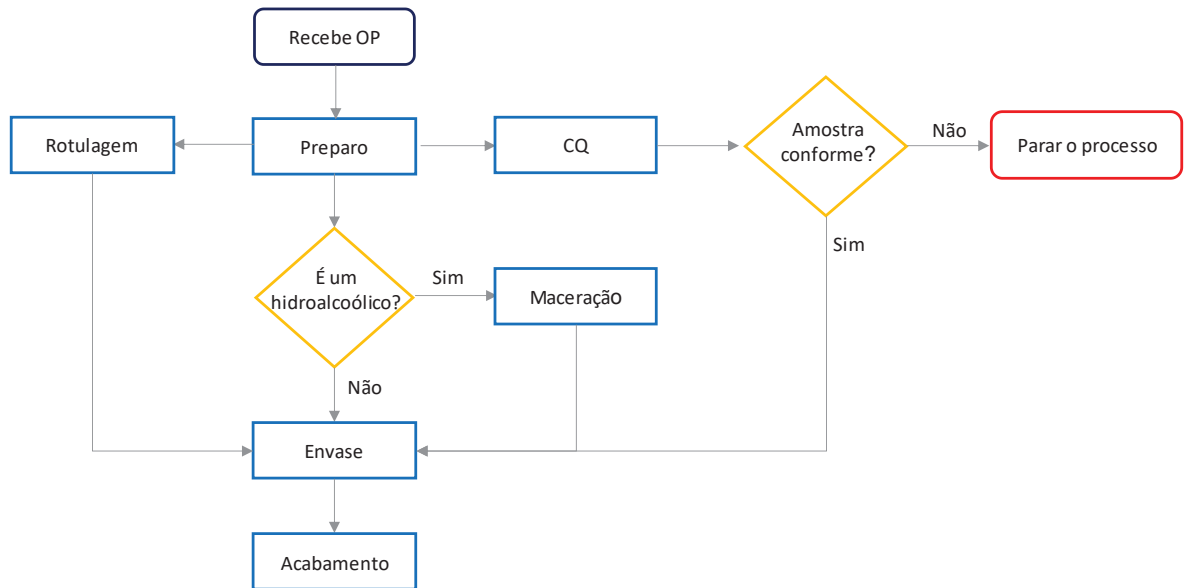 Recebe OP
Rotulagem
Preparo
CQ
Amostra
conforme?
Não
Parar o processo
Sim
É um
hidroalcoólico?
Sim
Maceração
Não
Envase
Acabamento